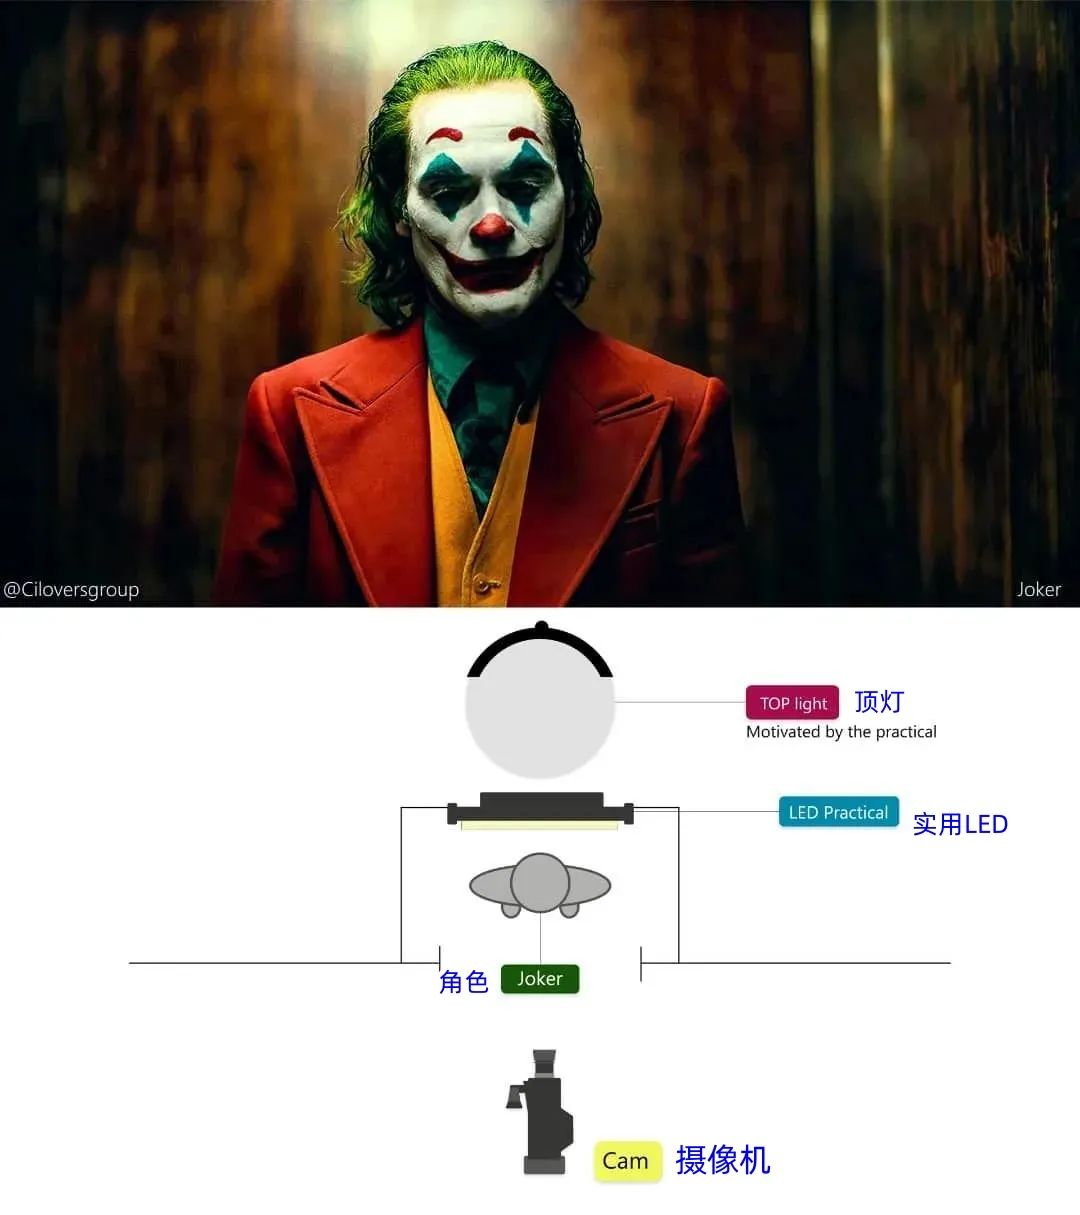 @Ciloversgroup
Joker
TOP light 顶灯
Motivated by the practical
LED Practical 实用LED
角色 Joker
Cam 摄像机